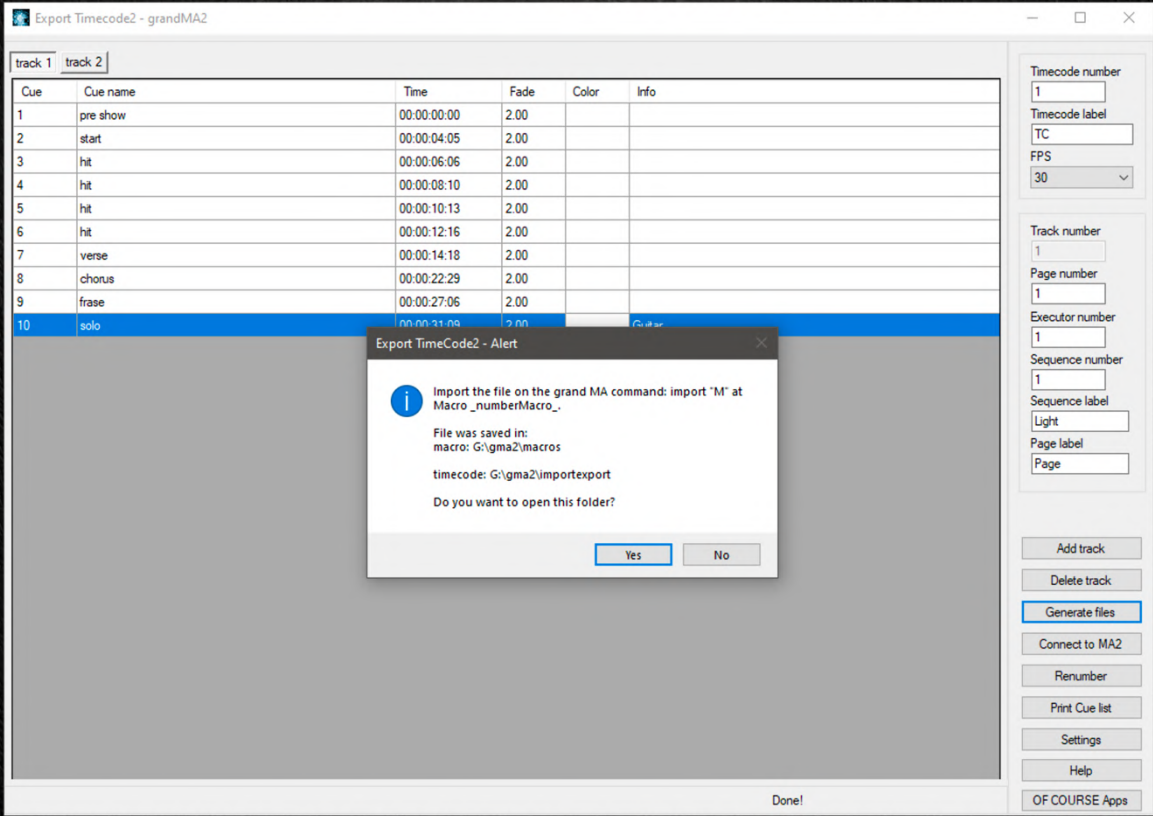 Export Timecode2 - grandMA2
track 1 track 2
Cue Cue name Time Fade Color Info
1 pre show 00:00:00:00 2.00
2 start 00:00:04:05 2.00
3 hit 00:00:06:06 2.00
4 hit 00:00:08:10 2.00
5 hit 00:00:10:13 2.00
6 hit 00:00:12:16 2.00
7 verse 00:00:14:18 2.00
8 chorus 00:00:22:29 2.00
9 frase 00:00:27:06 2.00
10 solo 00:00:31:09 2.00 Guitar
Export TimeCode2 - Alert
Import the file on the grand MA command: import "M" at
Macro _numberMacro_.
File was saved in:
macro: G:\gma2\macros
timecode: G:\gma2\importexport
Do you want to open this folder?
Yes No
Timecode number
1
Timecode label
TC
FPS
30
Track number
1
Page number
1
Executor number
1
Sequence number
1
Sequence label
Light
Page label
Page
Add track
Delete track
Generate files
Connect to MA2
Renumber
Print Cue list
Settings
Help
OF COURSE Apps
Done!